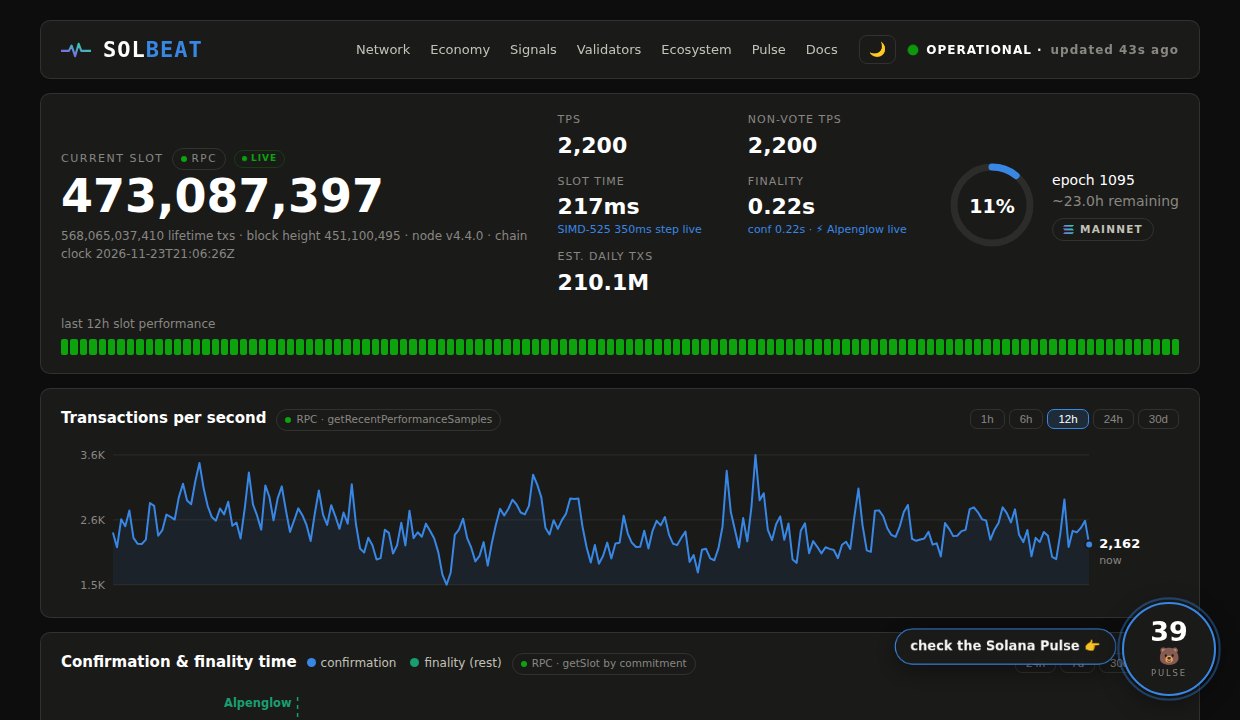 SOLBEAT
Network Economy Signals Validators Ecosystem Pulse Docs
OPERATIONAL · updated 43s ago
CURRENT SLOT RPC LIVE
473,087,397
568,065,037,410 lifetime txs · block height 451,100,495 · node v4.4.0 · chain
clock 2026-11-23T21:06:26Z
TPS
2,200
NON-VOTE TPS
2,200
SLOT TIME
217ms
SIMD-525 350ms step live
FINALITY
0.22s
conf 0.22s · ⚡ Alpenglow live
EST. DAILY TXS
210.1M
11%
epoch 1095
~23.0h remaining
MAINNET
last 12h slot performance
Transactions per second RPC · getRecentPerformanceSamples
1h 6h 12h 24h 30d
3.6K
2.6K
1.5K
2,162
now
Confirmation & finality time confirmation finality (rest) RPC · getSlot by commitment
check the Solana Pulse 👉
39
PULSE
Alpenglow